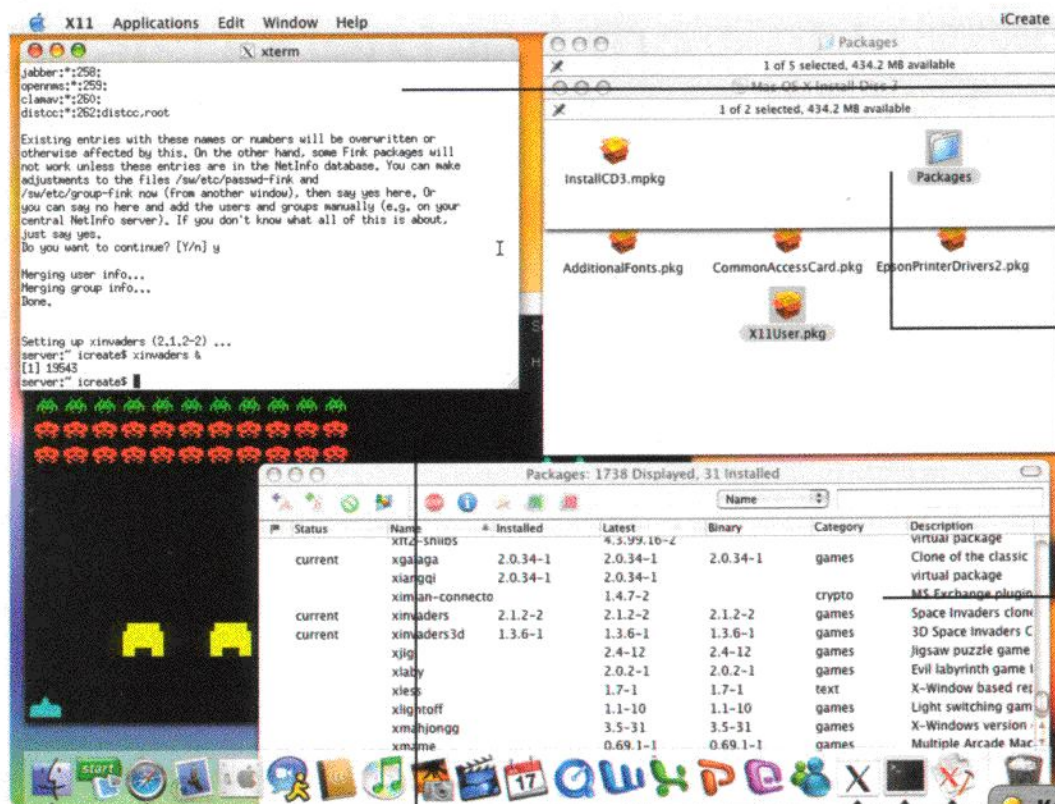 X11 Applications Edit Window Help
iCreate
xterm
jabber:*:258:
opennms:*:259:
clamav:*:260:
distcc:*:262:distcc,root
Existing entries with these names or numbers will be overwritten or
otherwise affected by this. On the other hand, some Fink packages will
not work unless these entries are in the NetInfo database. You can make
adjustments to the files /sw/etc/passwd-fink and
/sw/etc/group-fink now (from another window), then say yes here. Or
you can say no here and add the users and groups manually (e.g. on your
central NetInfo server). If you don't know what all of this is about,
just say yes.
Do you want to continue? [Y/n] y
Merging user info...
Merging group info...
Done.
Setting up xinvaders (2.1.2-2) ...
server:~ icreate$ xinvaders &
[1] 19543
server:~ icreate$
Packages
1 of 5 selected, 434.2 MB available
Mac OS X Install Disc
1 of 2 selected, 434.2 MB available
InstallCD3.mpkg
Packages
AdditionalFonts.pkg CommonAccessCard.pkg EpsonPrinterDrivers2.pkg
X11User.pkg
S
H
Packages: 1738 Displayed, 31 Installed
Name
Status Name Installed Latest Binary Category Description
xft2-shlibs 4.3.99.16-2 virtual package
current xgalaga 2.0.34-1 2.0.34-1 2.0.34-1 games Clone of the classic
xiangqi 2.0.34-1 2.0.34-1 virtual package
ximian-connecto 1.4.7-2 crypto MS Exchange plugin
current xinvaders 2.1.2-2 2.1.2-2 2.1.2-2 games Space Invaders clone
current xinvaders3d 1.3.6-1 1.3.6-1 1.3.6-1 games 3D Space Invaders C
xjig 2.4-12 2.4-12 games Jigsaw puzzle game
xlaby 2.0.2-1 2.0.2-1 games Evil labyrinth game
xless 1.7-1 1.7-1 text X-Window based
xlightoff 1.1-10 1.1-10 games Light switching gam
xmahjongg 3.5-31 3.5-31 games X-Windows version
xmame 0.69.1-1 0.69.1-1 games Multiple Arcade Mac
start
17